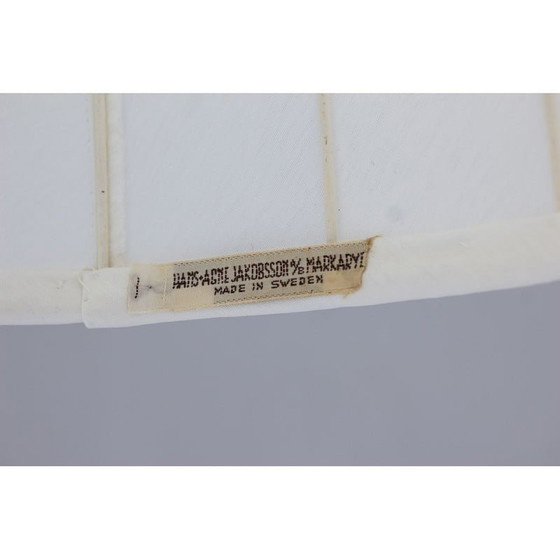 HANS-AGNE JAKOBSSON A/B MARKARYD
MADE IN SWEDEN